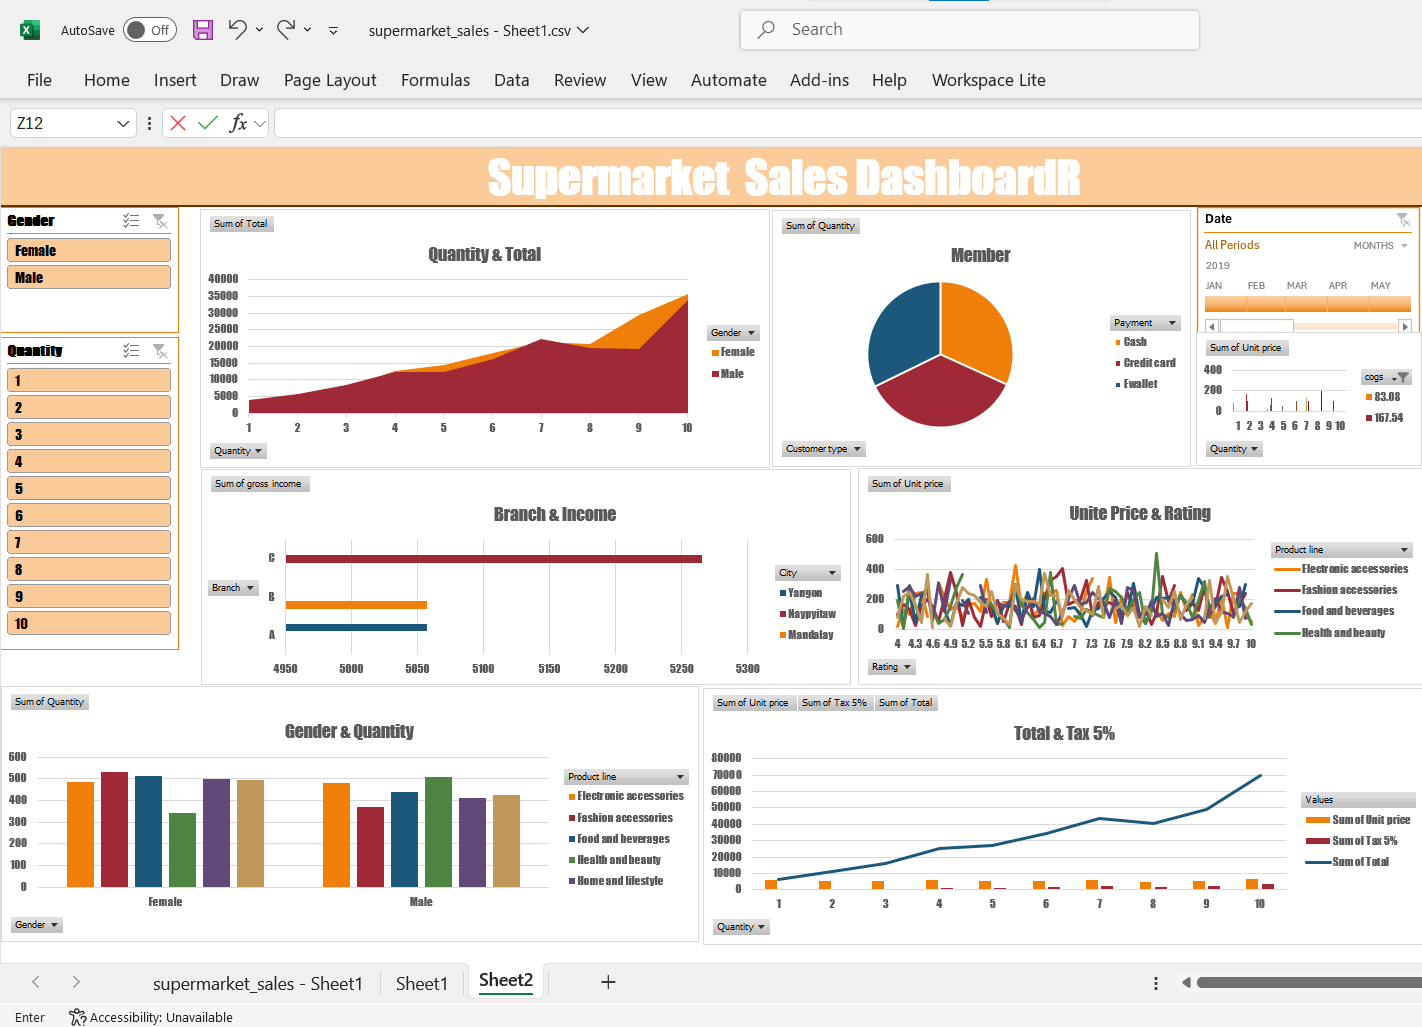 AutoSave Off supermarket_sales - Sheet1.csv Search
File Home Insert Draw Page Layout Formulas Data Review View Automate Add-ins Help Workspace Lite
Z12 fx
Supermarket Sales DashboardR
Gender
Female
Male
Quantity
1
2
3
4
5
6
7
8
9
10
Sum of Total
Quantity & Total
40000
35000
30000
25000
20000
15000
10000
5000
0
1 2 3 4 5 6 7 8 9 10
Gender
Female
Male
Quantity
Sum of Quantity
Member
Payment
Cash
Credit card
Ewallet
Customer type
Date
All Periods MONTHS
2019
JAN FEB MAR APR MAY
Sum of Unit price
400
200
0
1 2 3 4 5 6 7 8 9 10
cogs
83.08
167.54
Quantity
Sum of gross income
Branch & Income
Branch
C
B
A
4950 5000 5050 5100 5150 5200 5250 5300
City
Yangon
Naypyitaw
Mandalay
Sum of Unit price
Unite Price & Rating
600
400
200
0
4 4.3 4.6 4.9 5.2 5.5 5.8 6.1 6.4 6.7 7 7.3 7.6 7.9 8.2 8.5 8.8 9.1 9.4 9.7 10
Product line
Electronic accessories
Fashion accessories
Food and beverages
Health and beauty
Rating
Sum of Quantity
Gender & Quantity
600
500
400
300
200
100
0
Female Male
Product line
Electronic accessories
Fashion accessories
Food and beverages
Health and beauty
Home and lifestyle
Gender
Sum of Unit price Sum of Tax 5% Sum of Total
Total & Tax 5%
80000
70000
60000
50000
40000
30000
20000
10000
0
1 2 3 4 5 6 7 8 9 10
Values
Sum of Unit price
Sum of Tax 5%
Sum of Total
Quantity
supermarket_sales - Sheet1 Sheet1 Sheet2
Enter Accessibility: Unavailable